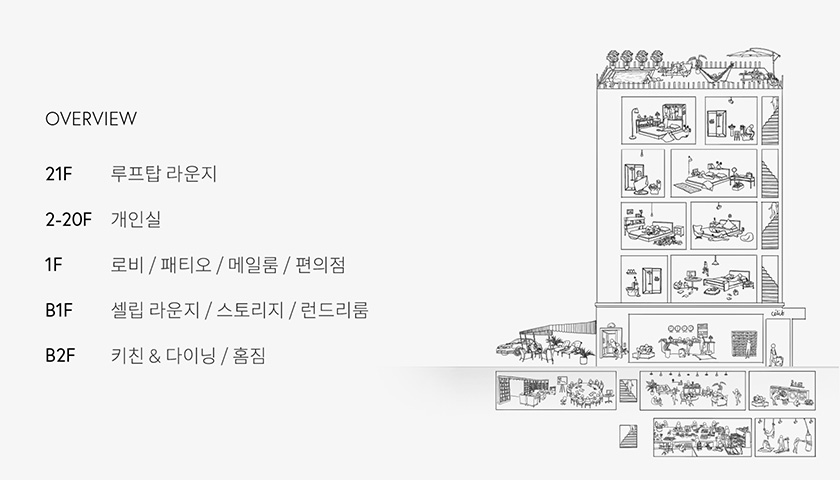 OVERVIEW
21F 루프탑 라운지
2-20F 개인실
1F 로비 / 패티오 / 메일룸 / 편의점
B1F 셀립 라운지 / 스토리지 / 런드리룸
B2F 키친 & 다이닝 / 홈짐
celib